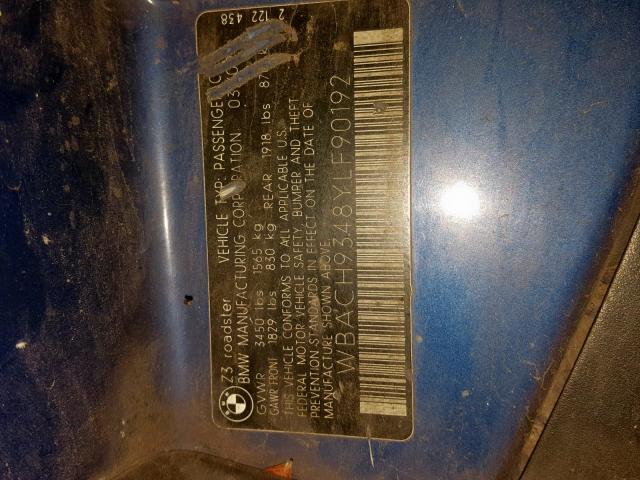 Z3 roadster VEHICLE TYP: PASSENGER
BMW MANUFACTURING CORPORATION
GVWR 3450 lbs 1565 kg
GAWR FRONT 1829 lbs 830 kg REAR 1918 lbs
THIS VEHICLE CONFORMS TO ALL APPLICABLE U.S.
FEDERAL MOTOR VEHICLE SAFETY, BUMPER AND THEFT
PREVENTION STANDARDS IN EFFECT ON THE DATE OF
MANUFACTURE SHOWN ABOVE
WBACH9348YLF90192
2 122 438